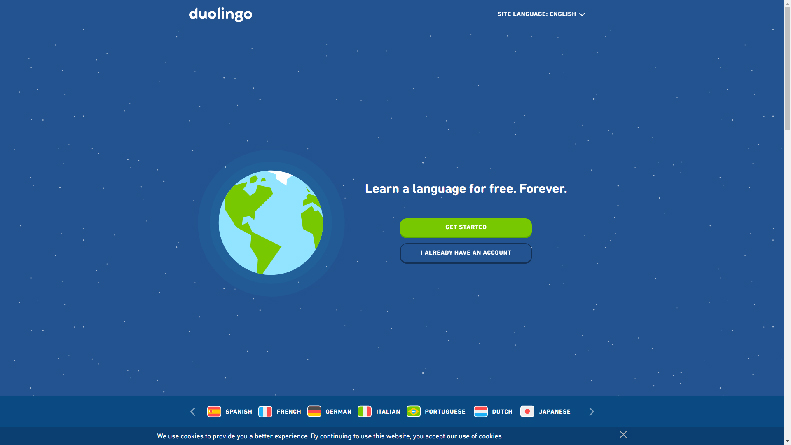 duolingo
SITE LANGUAGE: ENGLISH
Learn a language for free. Forever.
GET STARTED
I ALREADY HAVE AN ACCOUNT
SPANISH FRENCH GERMAN ITALIAN PORTUGUESE DUTCH JAPANESE
We use cookies to provide you a better experience. By continuing to use this website, you accept our use of cookies.